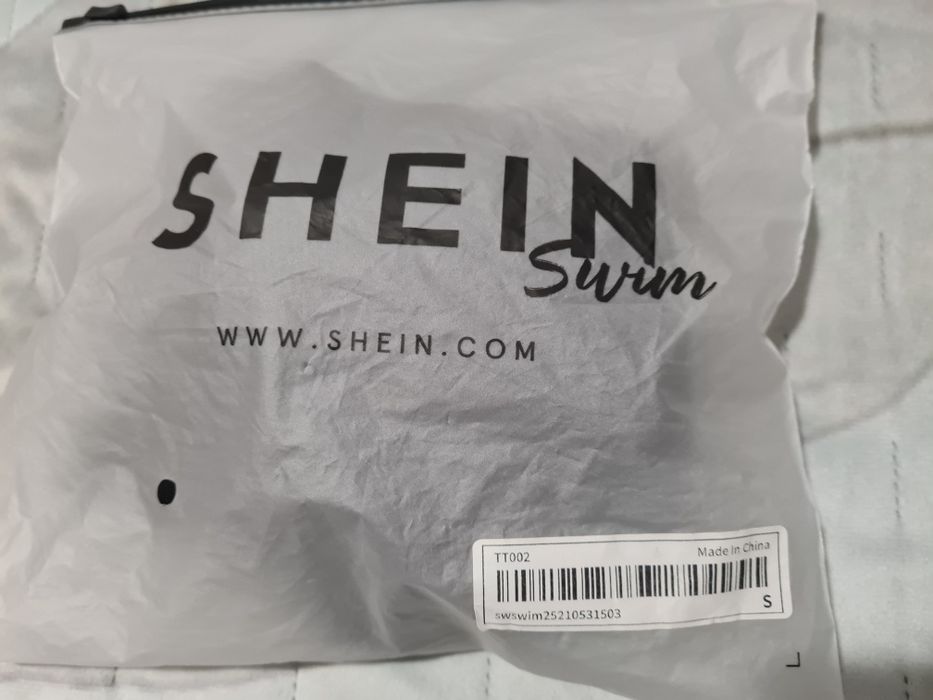 SHEIN
Swim
WWW.SHEIN.COM
TT002
Made In China
swswim25210531503
S